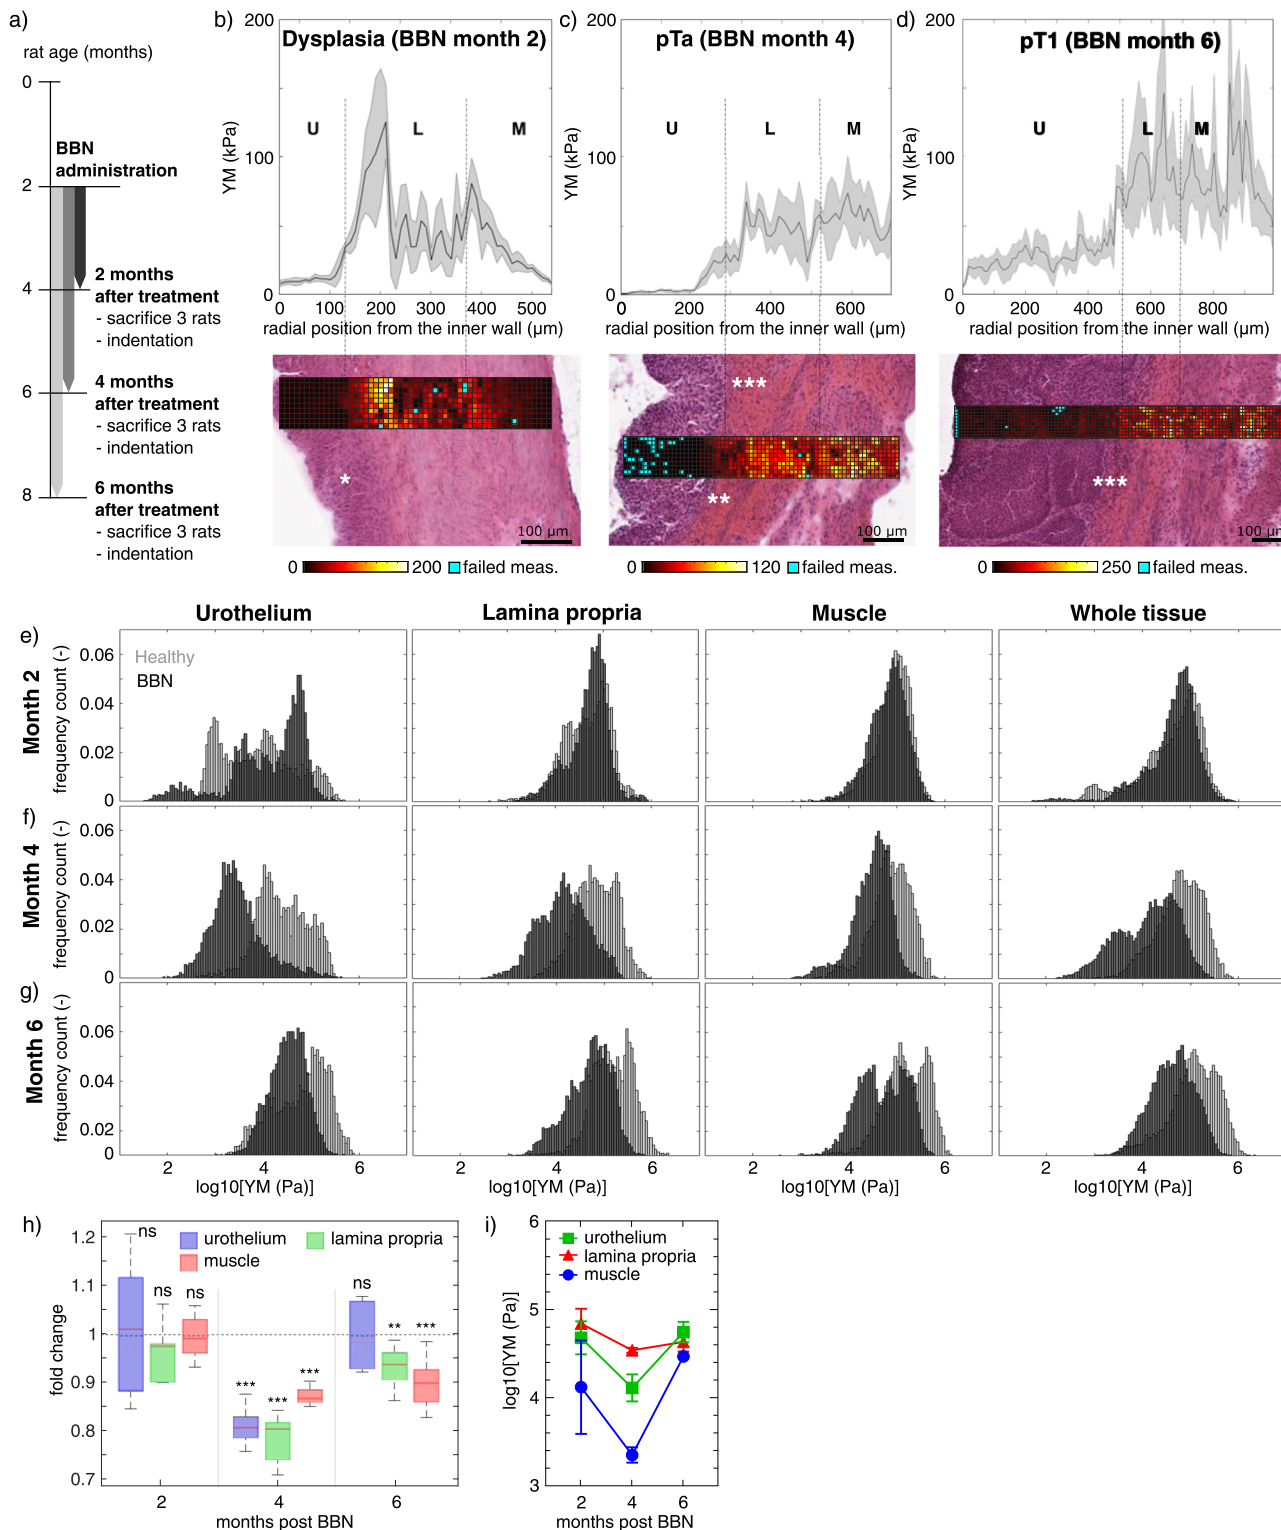 a)
rat age (months)
0
BBN
administration
2
2 months
after treatment
- sacrifice 3 rats
- indentation
4
4 months
after treatment
- sacrifice 3 rats
- indentation
6
6 months
after treatment
- sacrifice 3 rats
- indentation
8
b)
200
Dysplasia (BBN month 2)
U
L
M
YM (kPa)
100
0
0 100 200 300 400 500
radial position from the inner wall (µm)
*
100 µm
0 200 failed meas.
c)
200
pTa (BBN month 4)
U
L
M
YM (kPa)
100
0
0 200 400 600
radial position from the inner wall (µm)
***
**
100 µm
0 120 failed meas.
d)
200
pT1 (BBN month 6)
U
L
M
YM (kPa)
100
0
0 200 400 600 800
radial position from the inner wall (µm)
***
100 µm
0 250 failed meas.
Urothelium
Lamina propria
Muscle
Whole tissue
e)
Month 2
frequency count (-)
0.06
0.04
0.02
0
Healthy
BBN
f)
Month 4
frequency count (-)
0.06
0.04
0.02
0
g)
Month 6
frequency count (-)
0.06
0.04
0.02
0
2 4 6
log10[YM (Pa)]
2 4 6
log10[YM (Pa)]
2 4 6
log10[YM (Pa)]
2 4 6
log10[YM (Pa)]
h)
1.2
1.1
1
0.9
0.8
0.7
fold change
urothelium
lamina propria
muscle
ns
ns
ns
***
***
***
ns
**
***
2 4 6
months post BBN
i)
6
5
4
3
log10[YM (Pa)]
urothelium
lamina propria
muscle
2 4 6
months post BBN